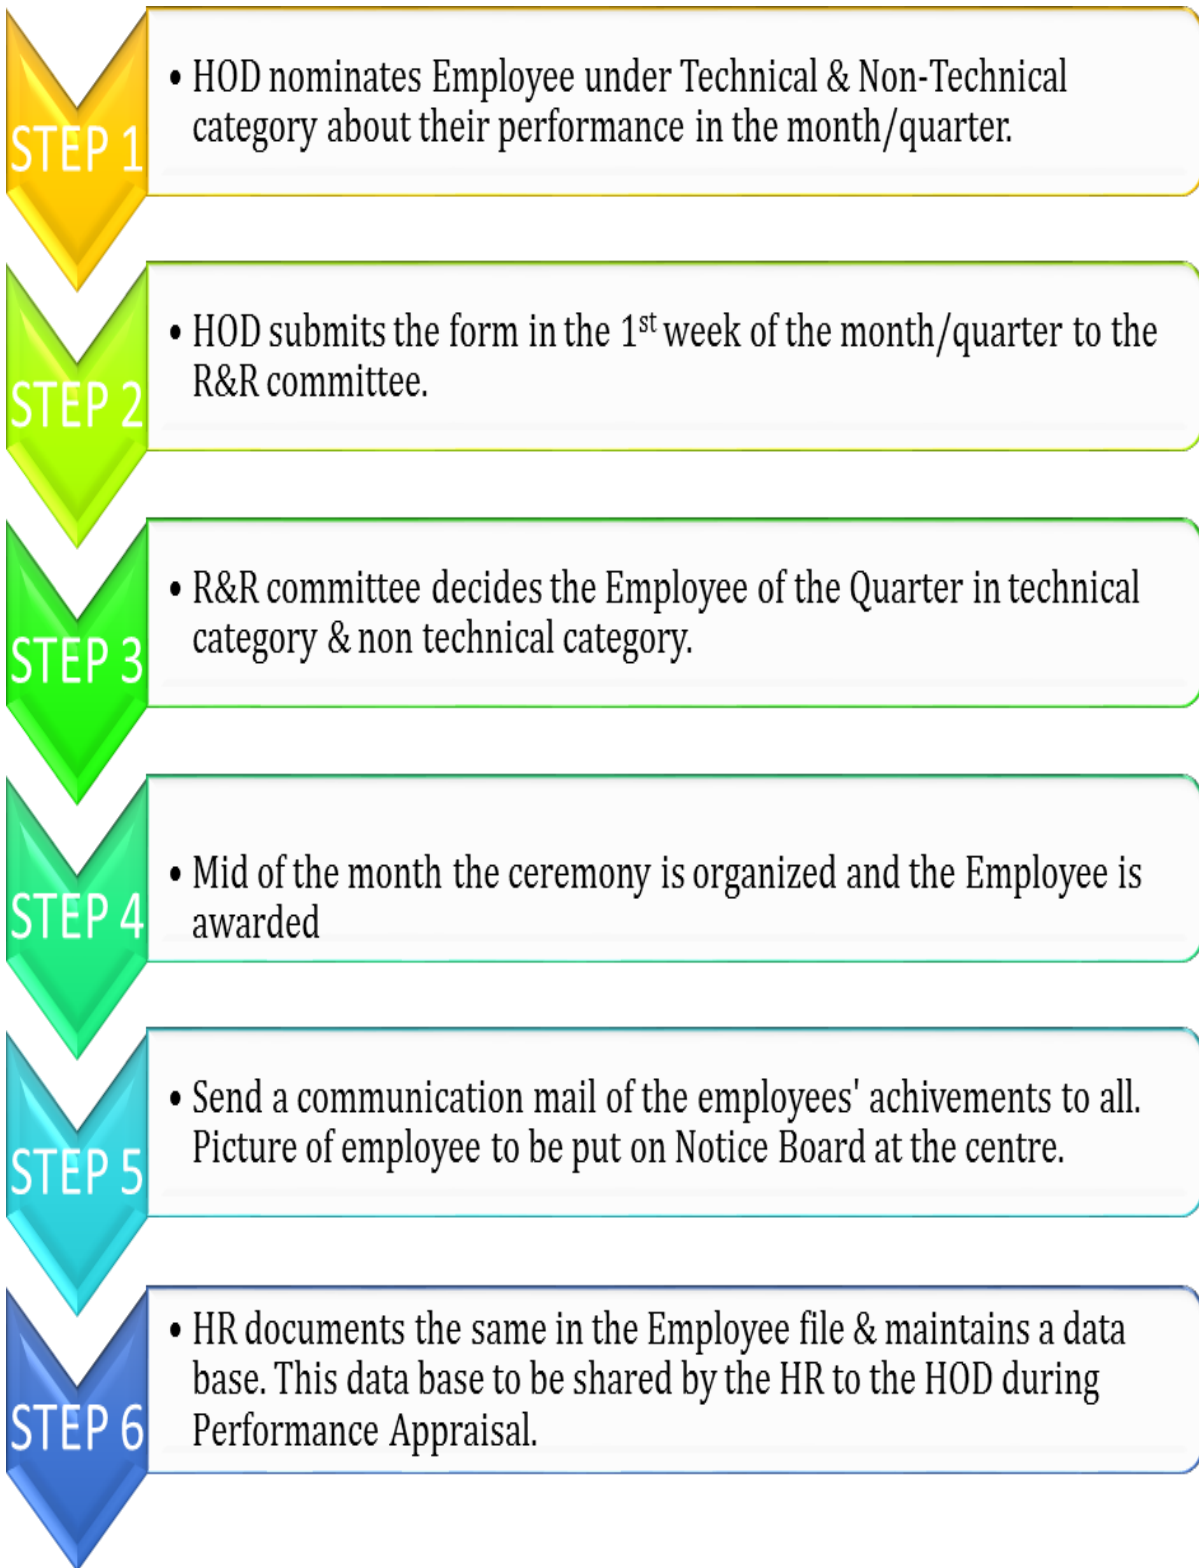 STEP 1
• HOD nominates Employee under Technical & Non-Technical
category about their performance in the month/quarter.
STEP 2
• HOD submits the form in the 1st week of the month/quarter to the
R&R committee.
STEP 3
• R&R committee decides the Employee of the Quarter in technical
category & non technical category.
STEP 4
• Mid of the month the ceremony is organized and the Employee is
awarded
STEP 5
• Send a communication mail of the employees' achivements to all.
Picture of employee to be put on Notice Board at the centre.
STEP 6
• HR documents the same in the Employee file & maintains a data
base. This data base to be shared by the HR to the HOD during
Performance Appraisal.